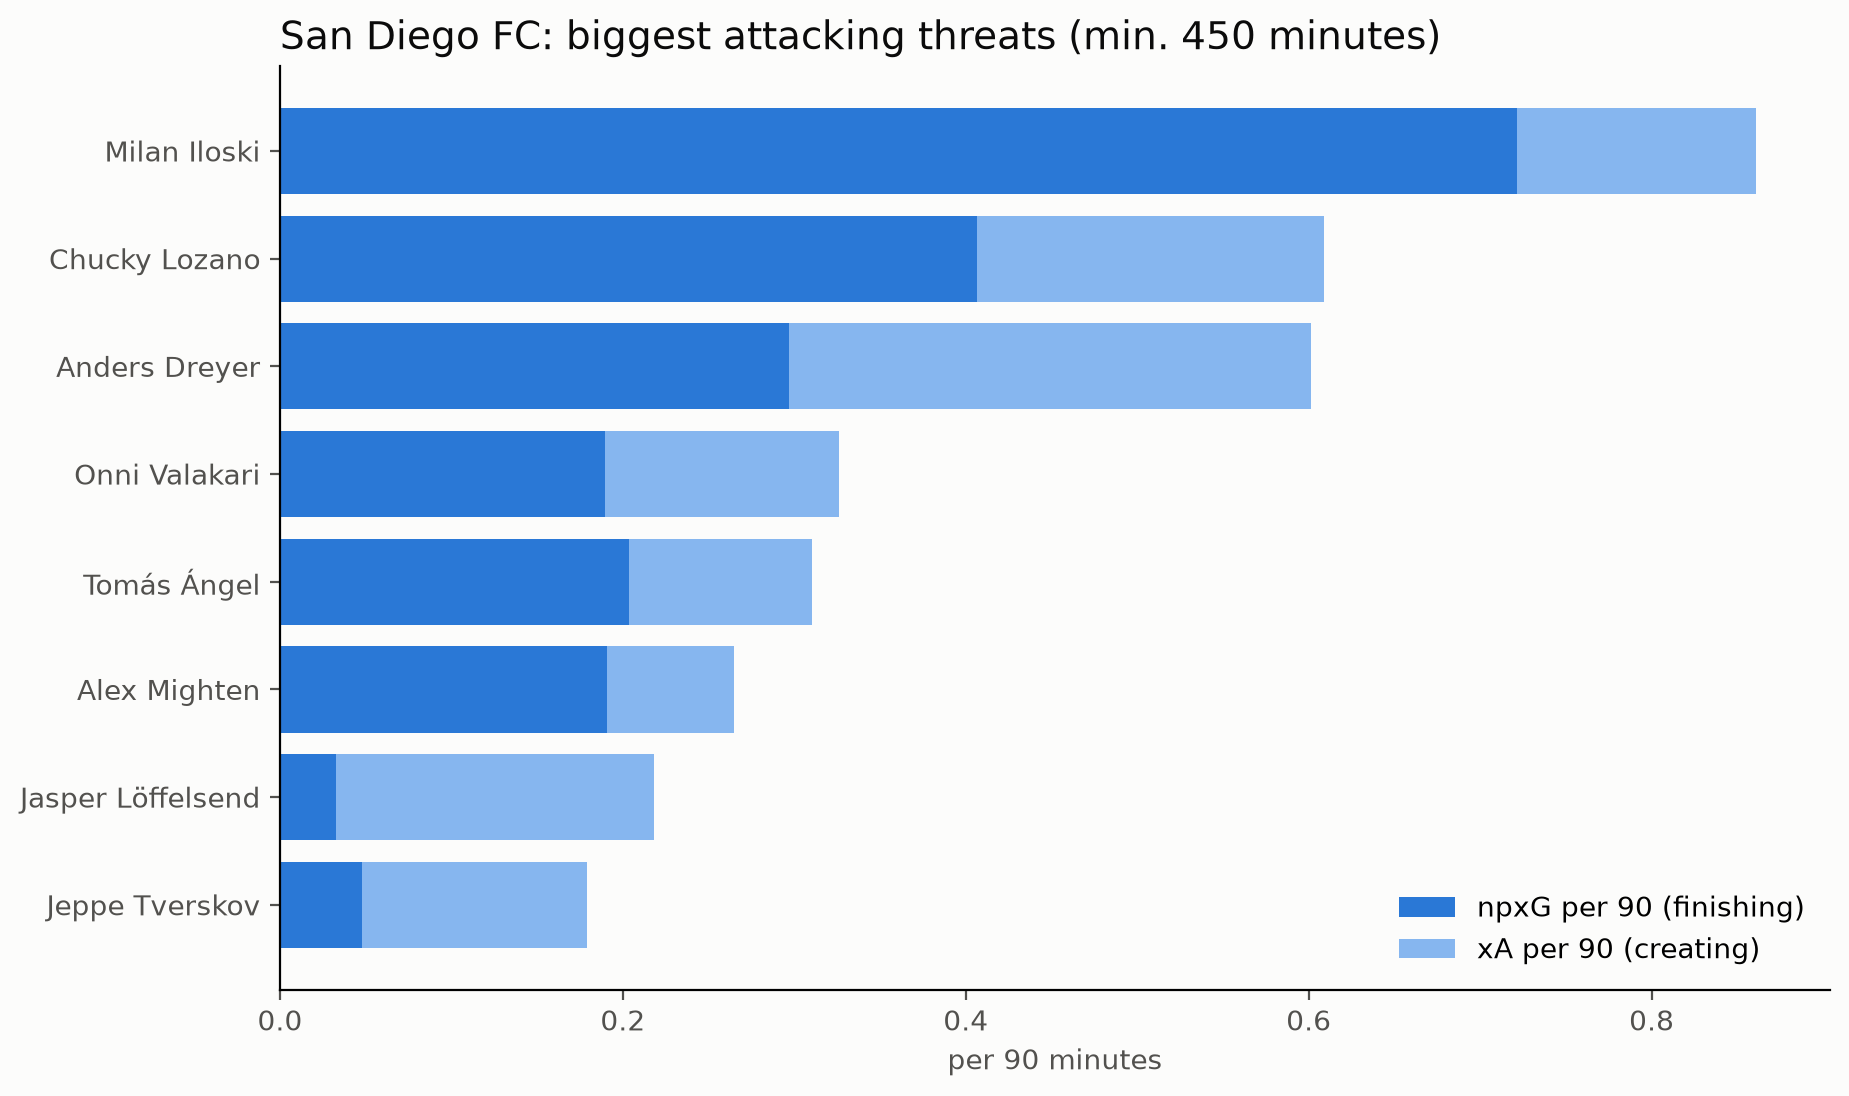 San Diego FC: biggest attacking threats (min. 450 minutes)
Milan Iloski
Chucky Lozano
Anders Dreyer
Onni Valakari
Tomás Ángel
Alex Mighten
Jasper Löffelsend
Jeppe Tverskov
npxG per 90 (finishing)
xA per 90 (creating)
0.0 0.2 0.4 0.6 0.8
per 90 minutes